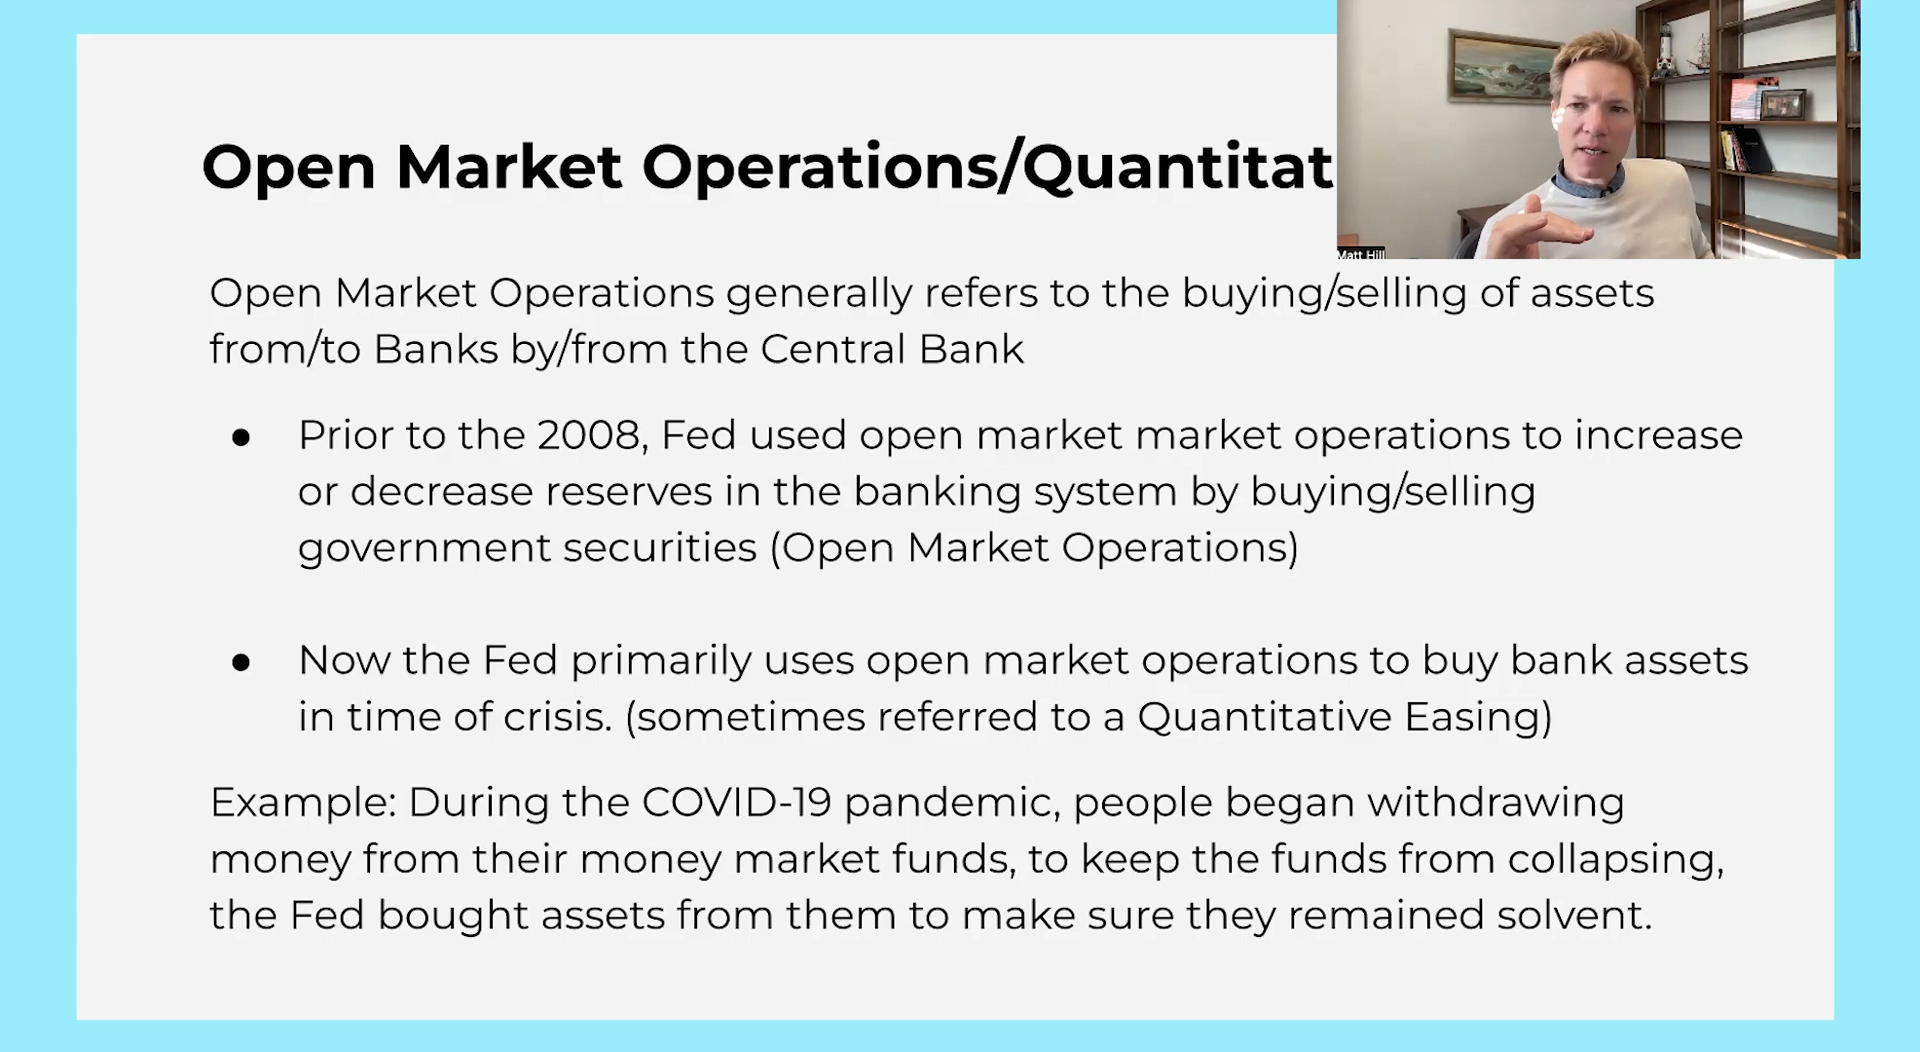 Open Market Operations/Quantitat
Matt Hill
Open Market Operations generally refers to the buying/selling of assets
from/to Banks by/from the Central Bank
● Prior to the 2008, Fed used open market market operations to increase
or decrease reserves in the banking system by buying/selling
government securities (Open Market Operations)
● Now the Fed primarily uses open market operations to buy bank assets
in time of crisis. (sometimes referred to a Quantitative Easing)
Example: During the COVID-19 pandemic, people began withdrawing
money from their money market funds, to keep the funds from collapsing,
the Fed bought assets from them to make sure they remained solvent.